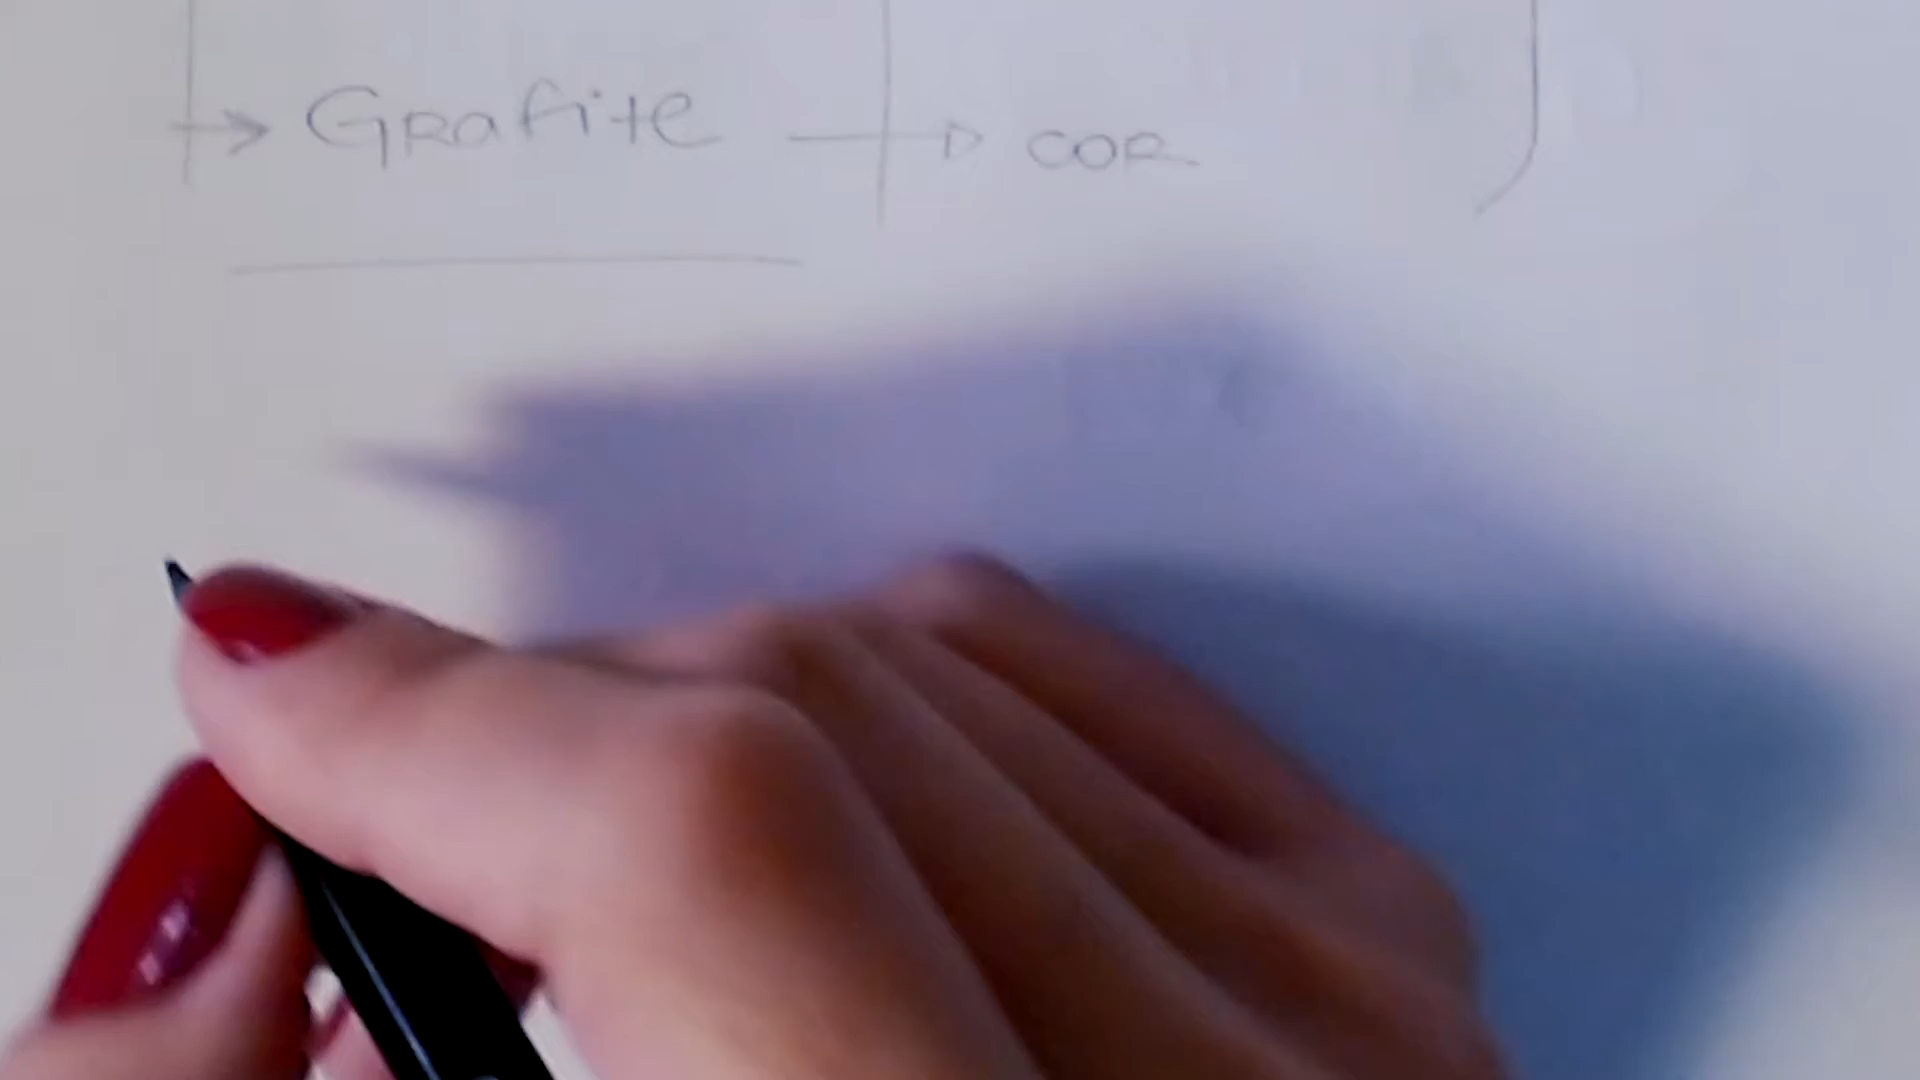 → Grafite → COR